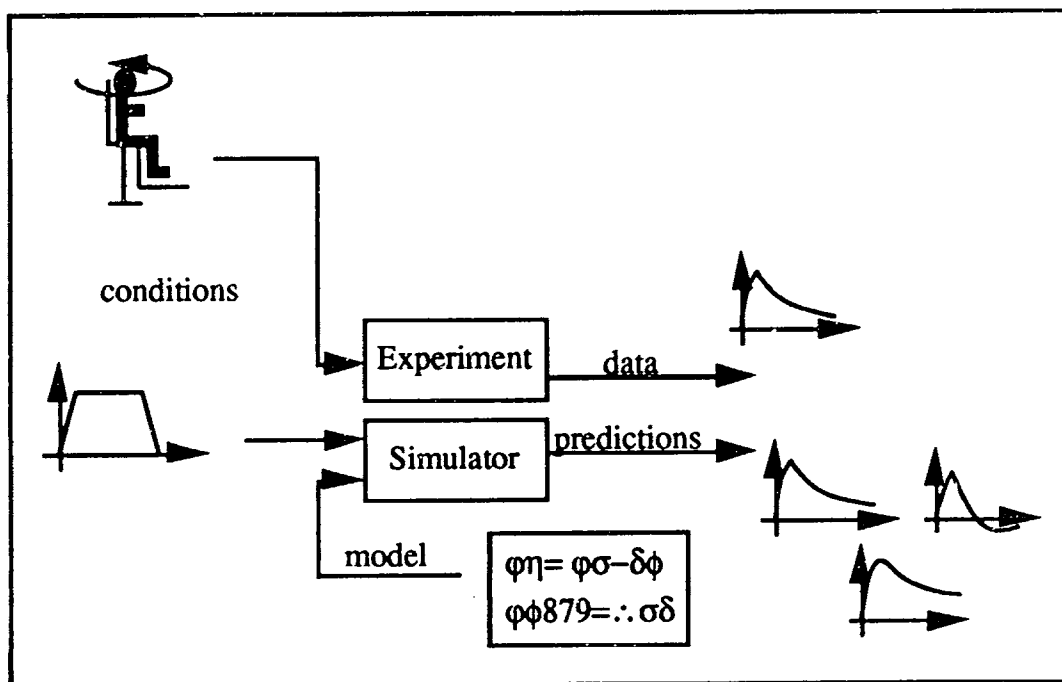 conditions
Experiment
data
Simulator
predictions
model
φη= φσ−δϕ
φϕ879=∴ σδ